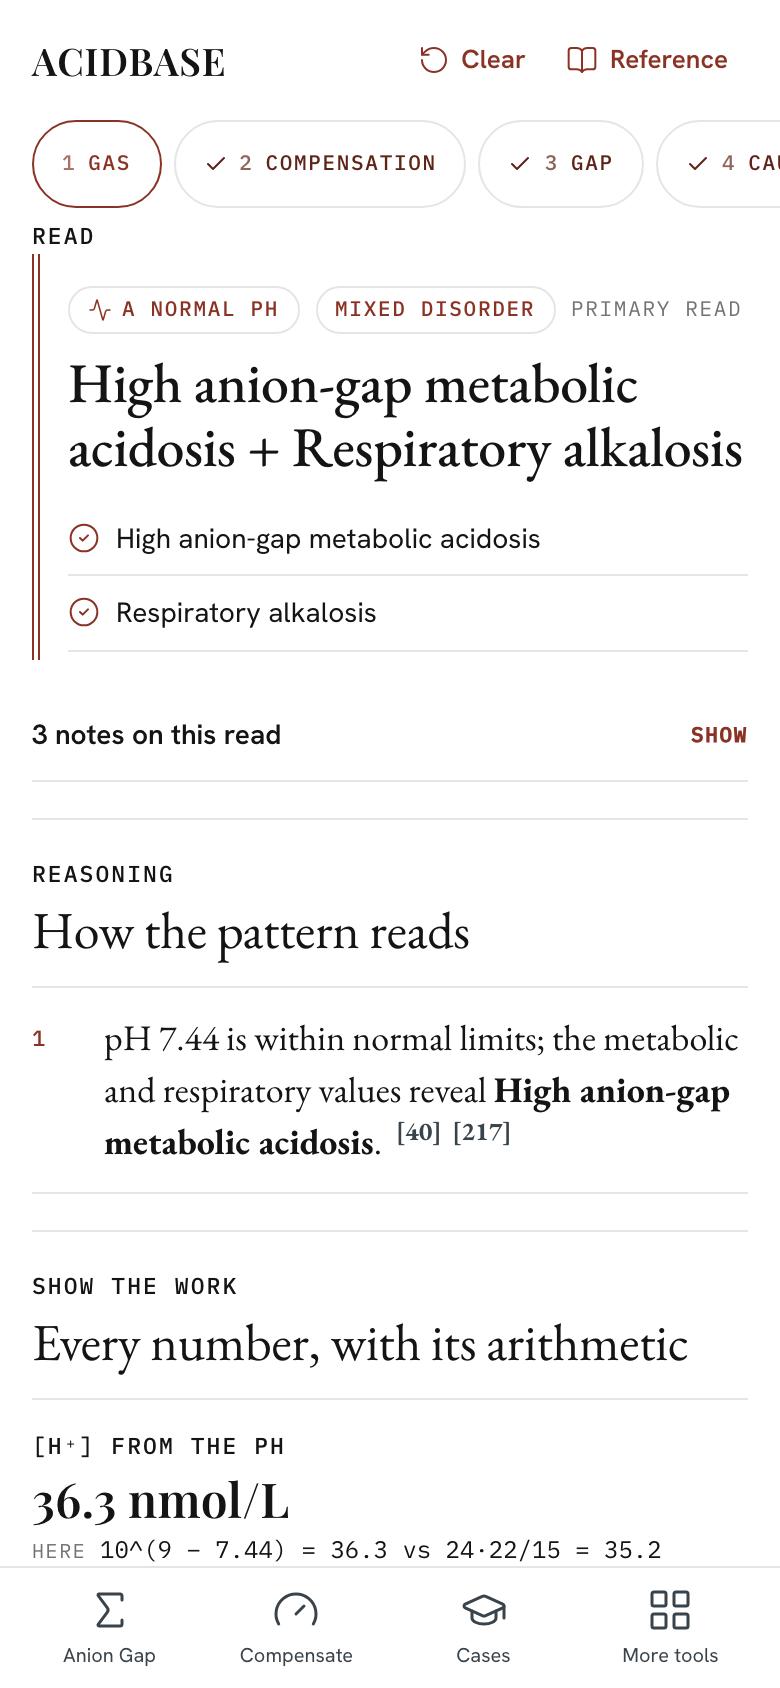 ACIDBASE
Clear
Reference
1 GAS
2 COMPENSATION
3 GAP
4 CAU
READ
A NORMAL PH
MIXED DISORDER
PRIMARY READ
High anion-gap metabolic
acidosis + Respiratory alkalosis
High anion-gap metabolic acidosis
Respiratory alkalosis
3 notes on this read
SHOW
REASONING
How the pattern reads
1
pH 7.44 is within normal limits; the metabolic
and respiratory values reveal High anion-gap
metabolic acidosis. [40] [217]
SHOW THE WORK
Every number, with its arithmetic
[H⁺] FROM THE PH
36.3 nmol/L
HERE 10^(9 − 7.44) = 36.3 vs 24·22/15 = 35.2
Anion Gap
Compensate
Cases
More tools